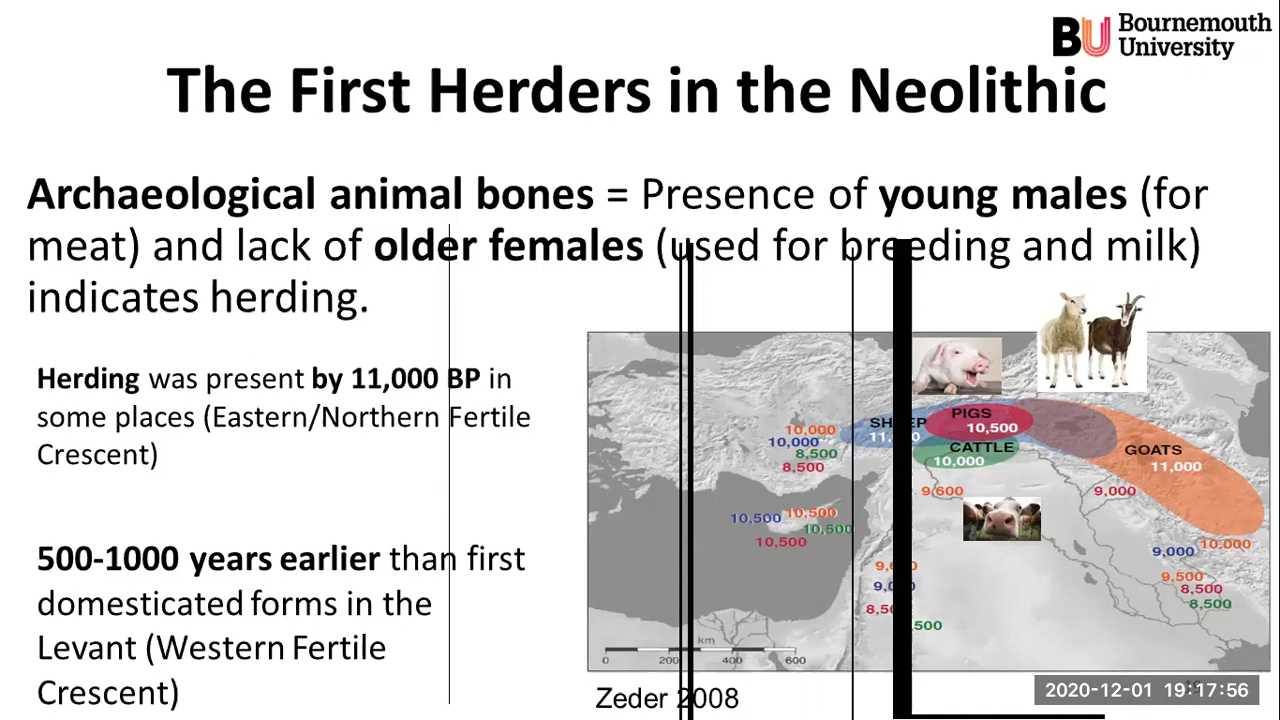 BU Bournemouth
University
The First Herders in the Neolithic
Archaeological animal bones = Presence of young males (for
meat) and lack of older females (used for breeding and milk)
indicates herding.
Herding was present by 11,000 BP in
some places (Eastern/Northern Fertile
Crescent)
500-1000 years earlier than first
domesticated forms in the
Levant (Western Fertile
Crescent)
PIGS
10,500
CATTLE
10,000
GOATS
11,000
10,000
10,000
8,500
8,500
9,600
9,000
10,500
10,500
10,500
10,500
9,000
10,000
9,500
8,500
8,500
km
0 200 400 600
Zeder 2008
2020-12-01 19:17:56